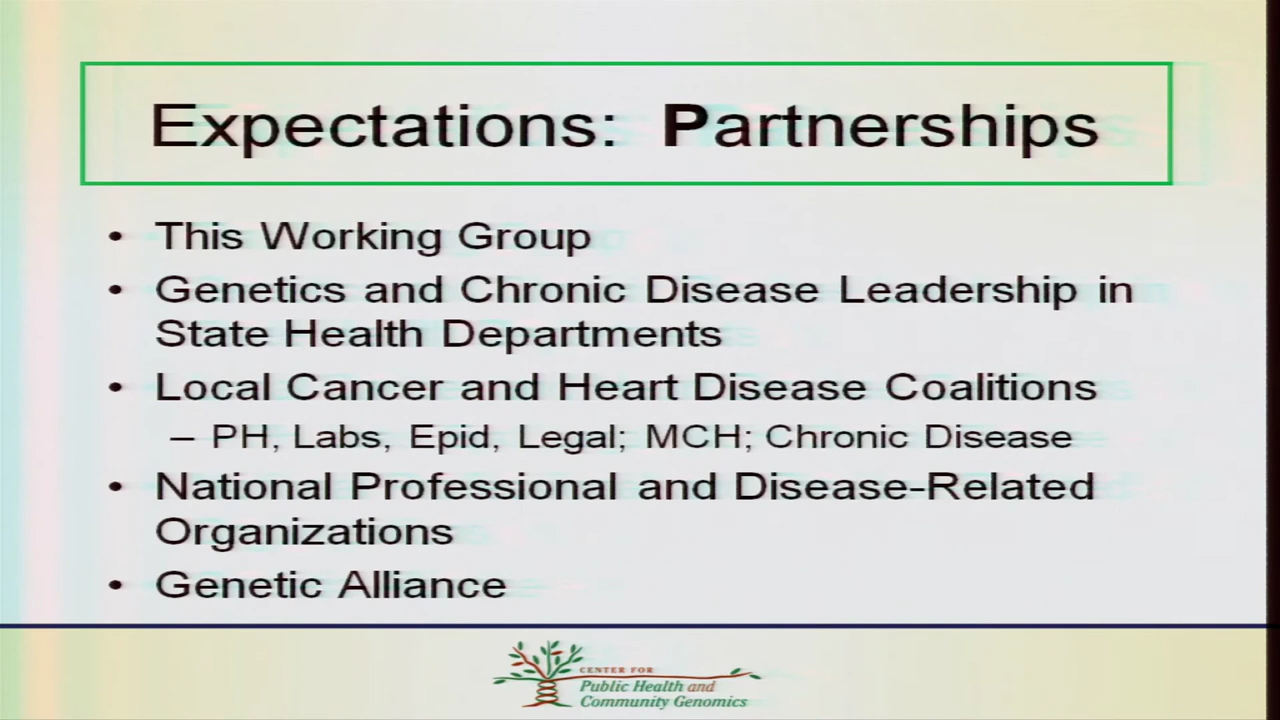 Expectations: Partnerships
• This Working Group
• Genetics and Chronic Disease Leadership in
State Health Departments
• Local Cancer and Heart Disease Coalitions
– PH, Labs, Epid, Legal; MCH; Chronic Disease
• National Professional and Disease-Related
Organizations
• Genetic Alliance
CENTER FOR
Public Health and
Community Genomics